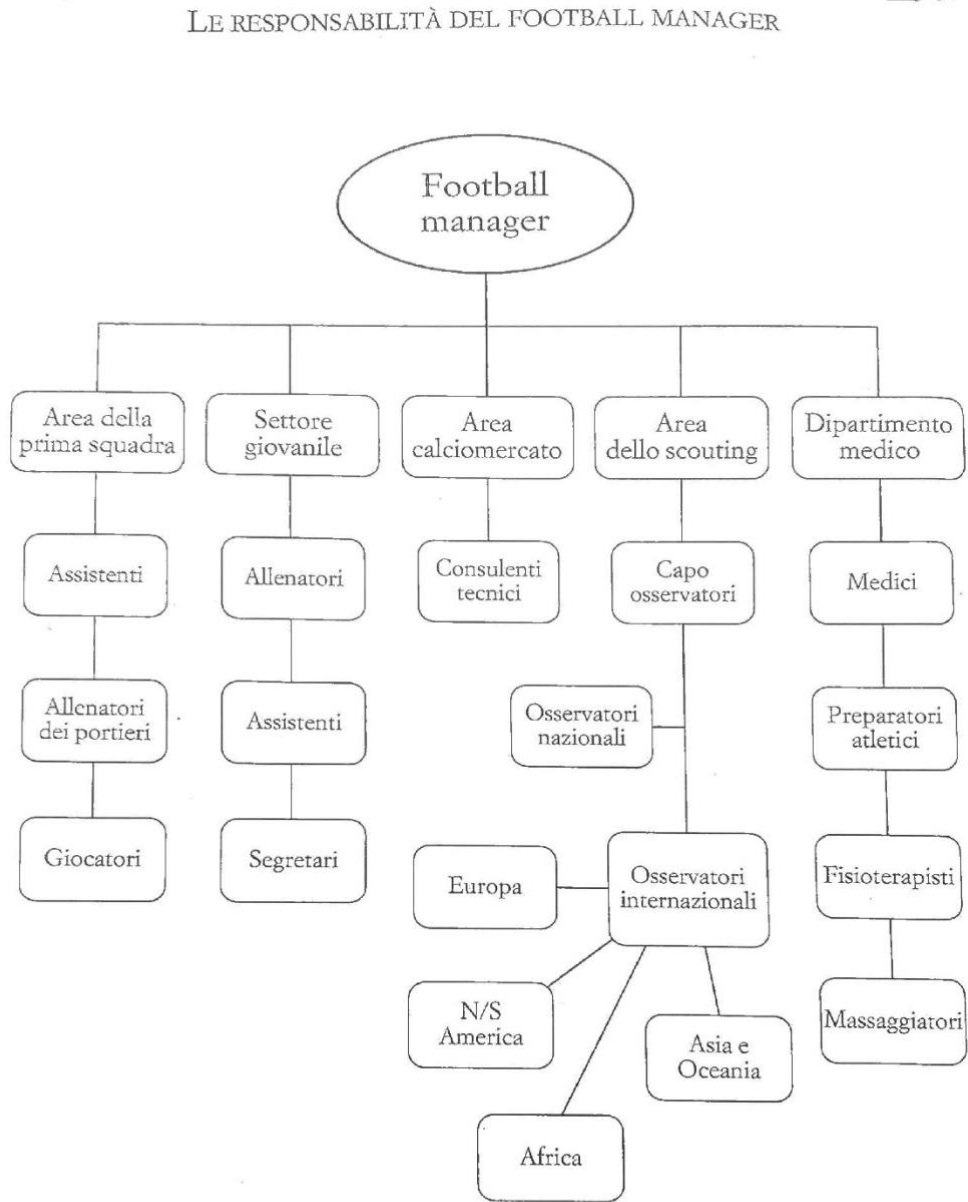 LE RESPONSABILITÀ DEL FOOTBALL MANAGER
Football
manager
Area della
prima squadra
Settore
giovanile
Area
calciomercato
Area
dello scouting
Dipartimento
medico
Assistenti
Allenatori
Consulenti
tecnici
Capo
osservatori
Medici
Allenatori
dei portieri
Assistenti
Osservatori
nazionali
Preparatori
atletici
Giocatori
Segretari
Europa
Osservatori
internazionali
Fisioterapisti
N/S
America
Asia e
Oceania
Massaggiatori
Africa